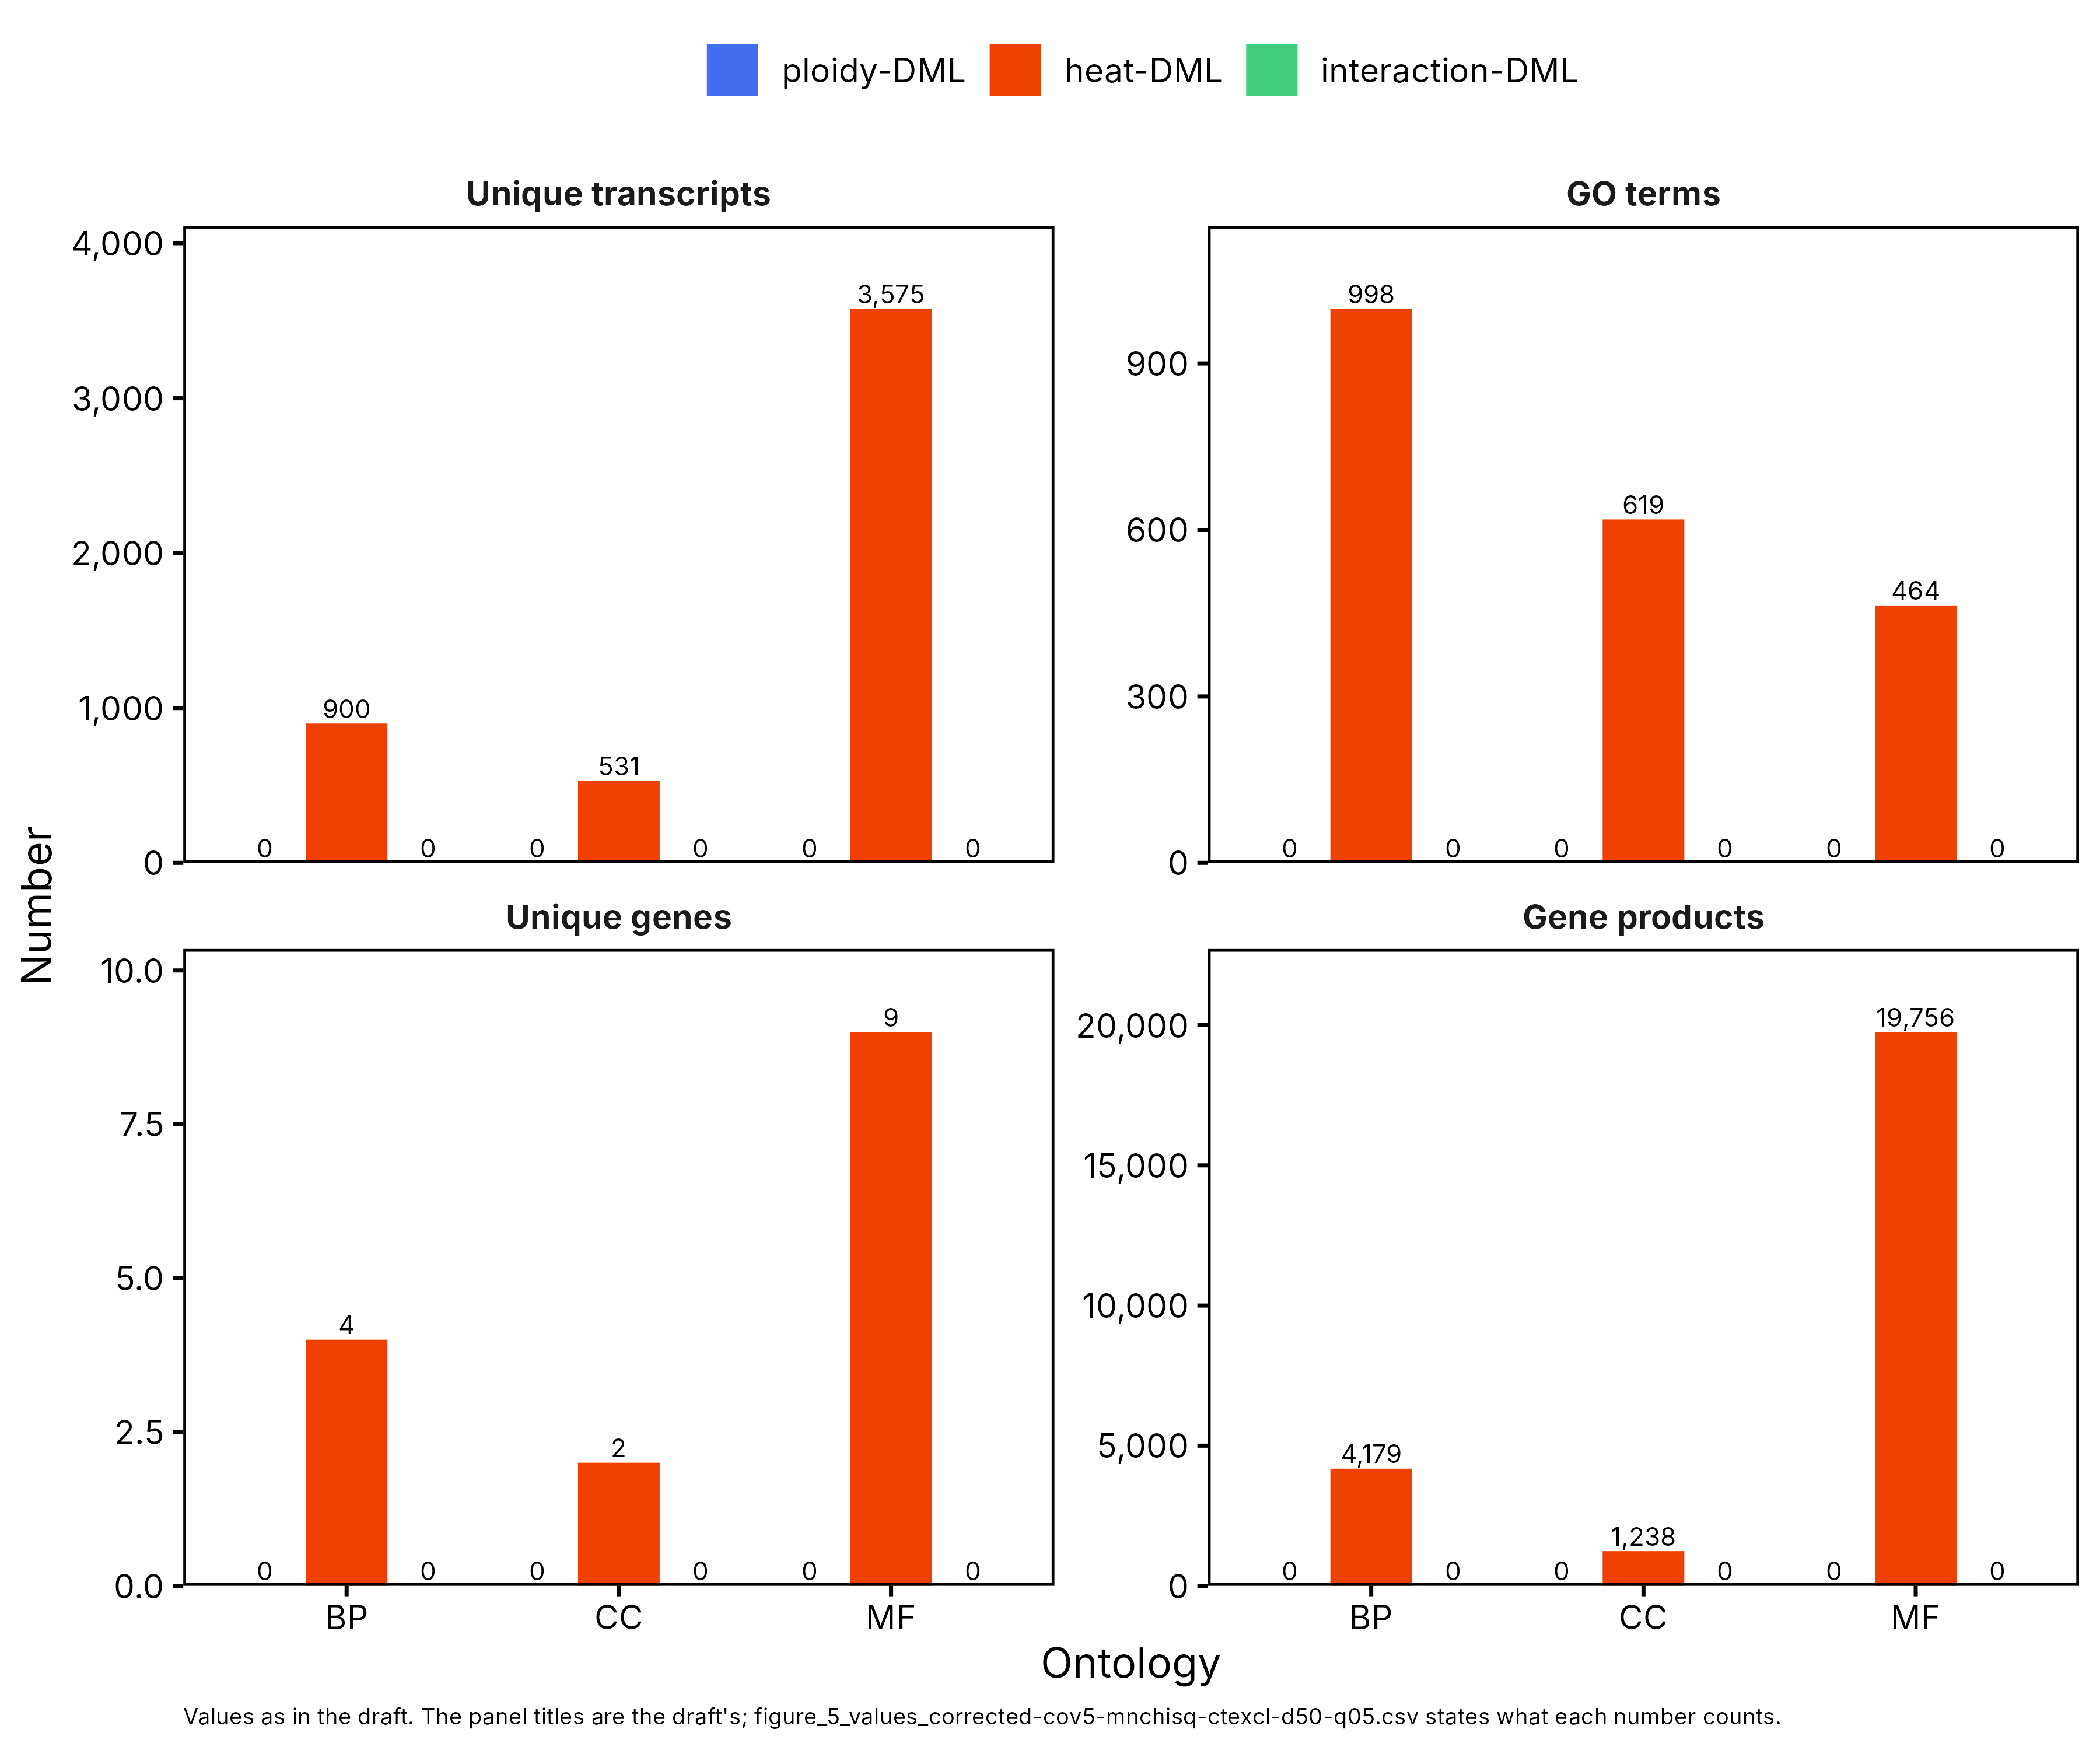 ploidy-DML heat-DML interaction-DML
Unique transcripts
4,000
3,000
2,000
1,000
0
0 900 0 0 531 0 0 3,575 0
GO terms
900
600
300
0
0 998 0 0 619 0 0 464 0
Number
Unique genes
10.0
7.5
5.0
2.5
0.0
0 4 0 0 2 0 0 9 0
BP CC MF
Gene products
20,000
15,000
10,000
5,000
0
0 4,179 0 0 1,238 0 0 19,756 0
BP CC MF
Ontology
Values as in the draft. The panel titles are the draft's; figure_5_values_corrected-cov5-mnchisq-ctexcl-d50-q05.csv states what each number counts.